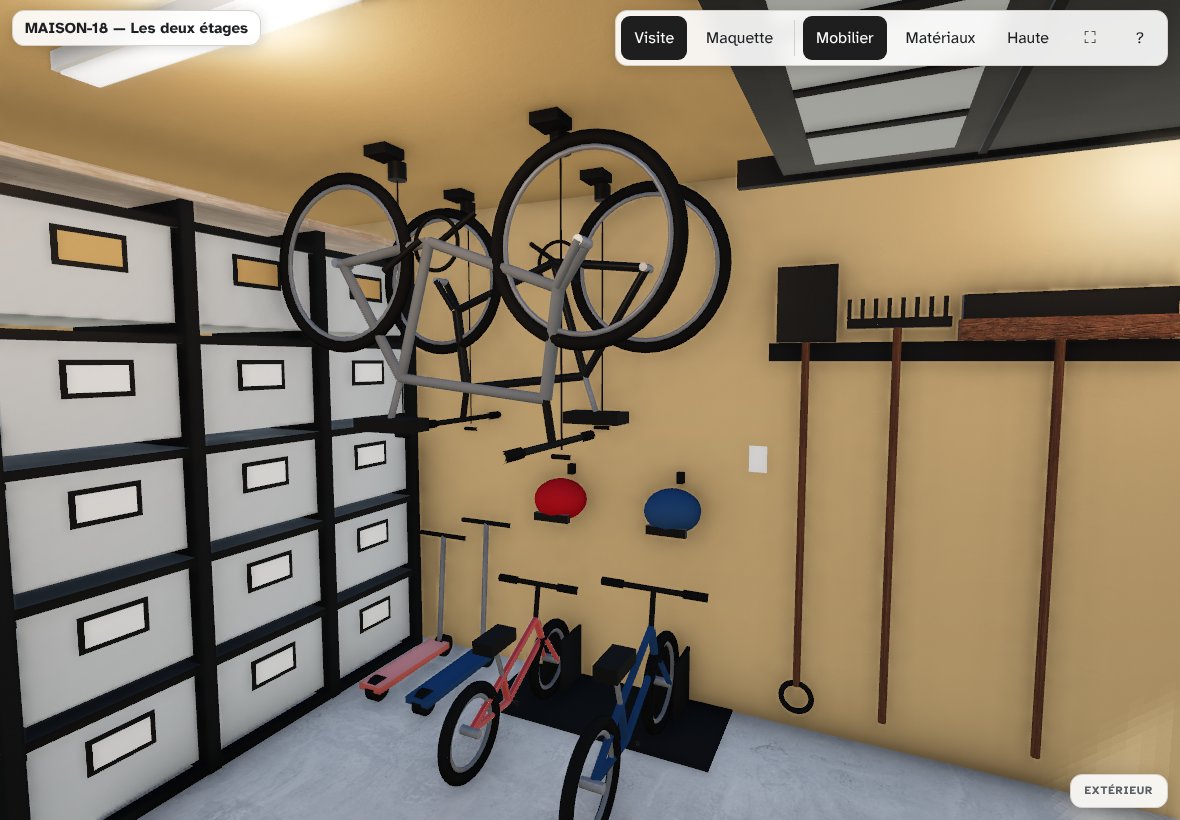 MAISON-18 — Les deux étages
Visite Maquette Mobilier Matériaux Haute ?
EXTÉRIEUR